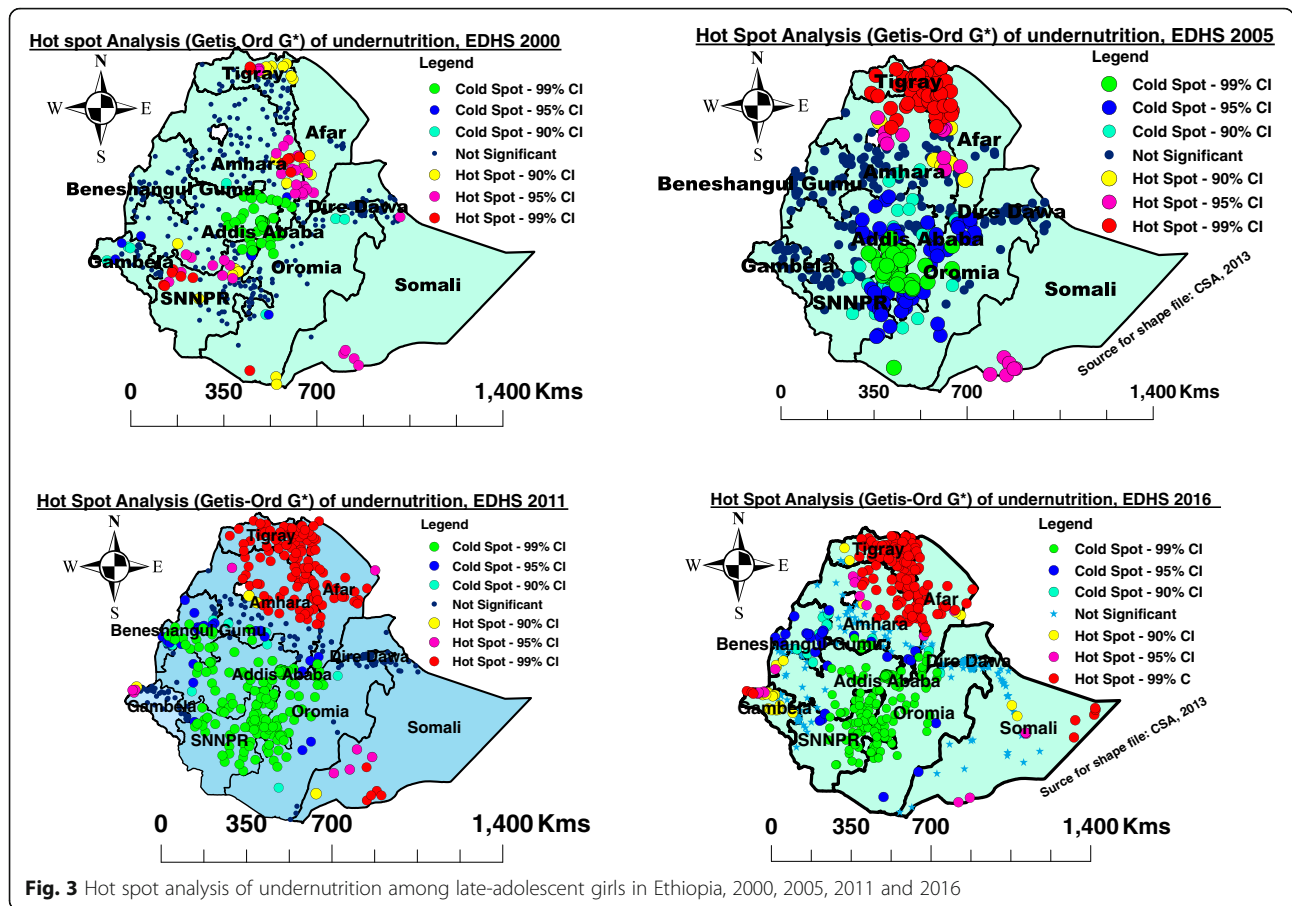 Hot spot Analysis (Getis Ord G*) of undernutrition, EDHS 2000
N
W
E
S
Legend
Cold Spot - 99% CI
Cold Spot - 95% CI
Cold Spot - 90% CI
Not Significant
Hot Spot - 90% CI
Hot Spot - 95% CI
Hot Spot - 99% CI
Tigray
Afar
Amhara
Beneshangul Gumu
Dire Dawa
Addis Ababa
Gambela
Oromia
SNNPR
Somali
0 350 700 1,400 Kms
Hot Spot Analysis (Getis-Ord G*) of undernutrition, EDHS 2005
N
W
E
S
Legend
Cold Spot - 99% CI
Cold Spot - 95% CI
Cold Spot - 90% CI
Not Significant
Hot Spot - 90% CI
Hot Spot - 95% CI
Hot Spot - 99% CI
Tigray
Afar
Amhara
Beneshangul Gumu
Dire Dawa
Addis Ababa
Gambela
Oromia
SNNPR
Somali
Source for shape file: CSA, 2013
0 350 700 1,400 Kms
Hot Spot Analysis (Getis-Ord G*) of undernutrition, EDHS 2011
N
W
E
S
Legend
Cold Spot - 99% CI
Cold Spot - 95% CI
Cold Spot - 90% CI
Not Significant
Hot Spot - 90% CI
Hot Spot - 95% CI
Hot Spot - 99% CI
Tigray
Afar
Amhara
Beneshangul Gumu
Dire Dawa
Addis Ababa
Gambela
Oromia
SNNPR
Somali
0 350 700 1,400 Kms
Hot Spot Analysis (Getis-Ord G*) of undernutrition, EDHS 2016
N
W
E
S
Legend
Cold Spot - 99% CI
Cold Spot - 95% CI
Cold Spot - 90% CI
Not Significant
Hot Spot - 90% CI
Hot Spot - 95% CI
Hot Spot - 99% C
Tigray
Afar
Amhara
Beneshangul Gumu
Dire Dawa
Addis Ababa
Gambela
Oromia
SNNPR
Somali
Surce for shape file: CSA, 2013
0 350 700 1,400 Kms
Fig. 3 Hot spot analysis of undernutrition among late-adolescent girls in Ethiopia, 2000, 2005, 2011 and 2016